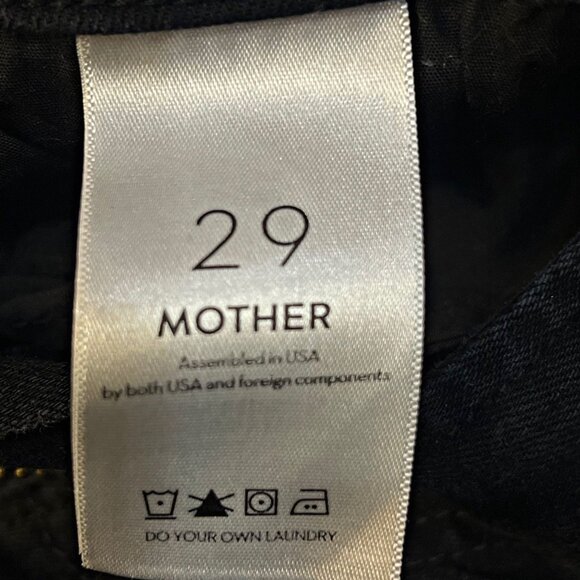 29
MOTHER
Assembled in USA
by both USA and foreign components
DO YOUR OWN LAUNDRY